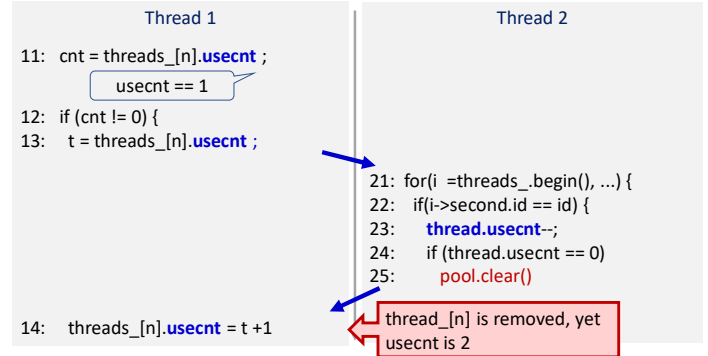 Thread 1
11: cnt = threads_[n].usecnt ;
usecnt == 1
12: if (cnt != 0) {
13: t = threads_[n].usecnt ;
14: threads_[n].usecnt = t +1
Thread 2
21: for(i =threads_.begin(), ...) {
22: if(i->second.id == id) {
23: thread.usecnt--;
24: if (thread.usecnt == 0)
25: pool.clear()
thread_[n] is removed, yet
usecnt is 2